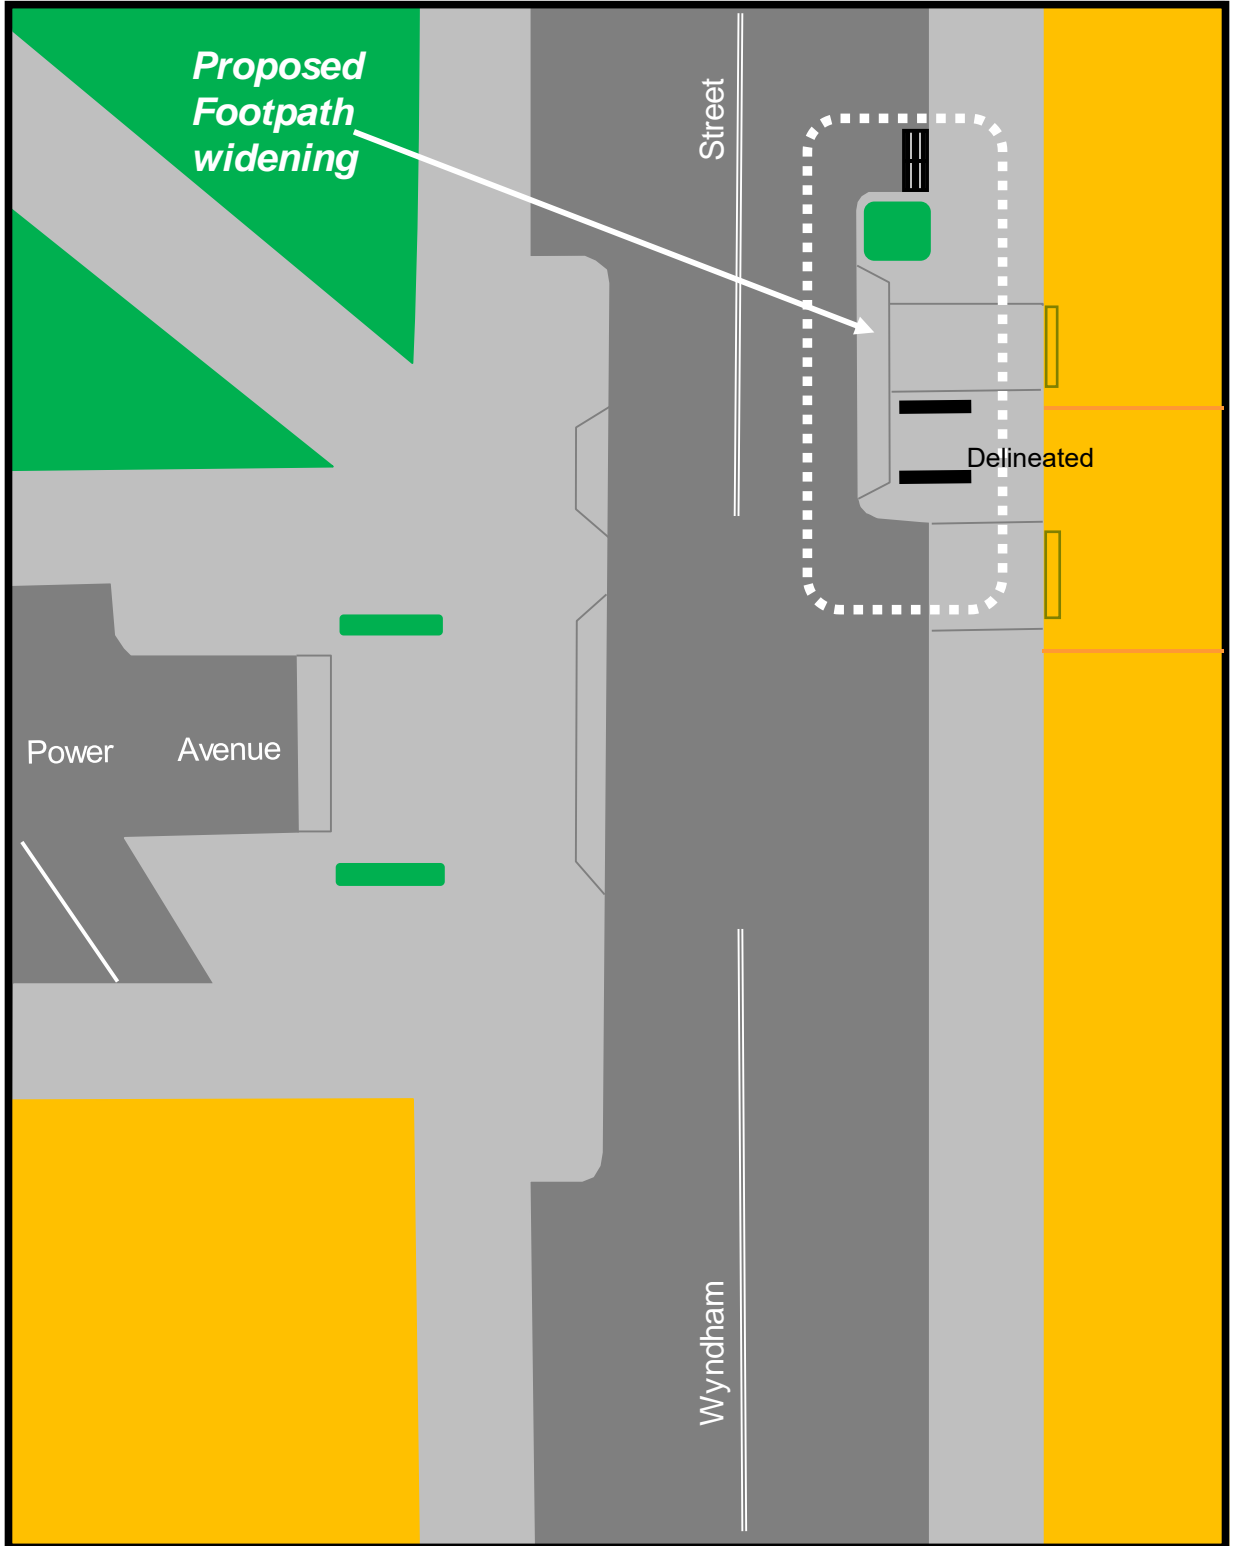 Proposed
Footpath
widening
Street
Delineated
Power Avenue
Wyndham